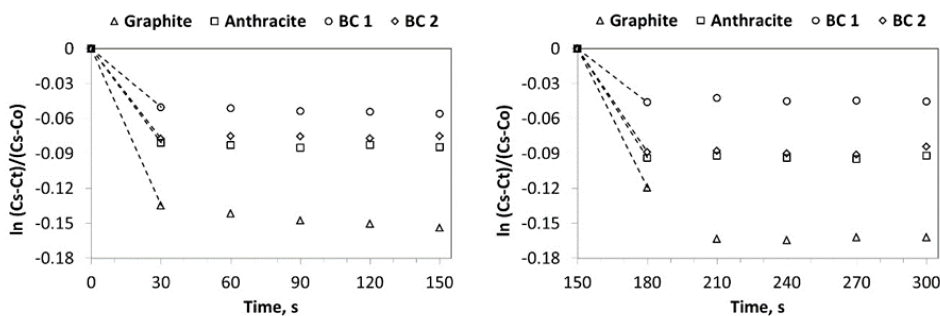 Graphite Anthracite BC 1 BC 2
0
-0.03
-0.06
-0.09
-0.12
-0.15
-0.18
ln (Cs-Ct)/(Cs-Co)
0 30 60 90 120 150
Time, s
Graphite Anthracite BC 1 BC 2
0
-0.03
-0.06
-0.09
-0.12
-0.15
-0.18
ln (Cs-Ct)/(Cs-Co)
150 180 210 240 270 300
Time, s